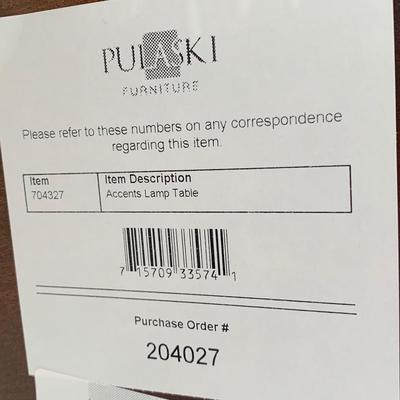 PULASKI
FURNITURE
Please refer to these numbers on any correspondence
regarding this item.
Item Item Description
704327 Accents Lamp Table
7 15709 33574 1
Purchase Order #
204027